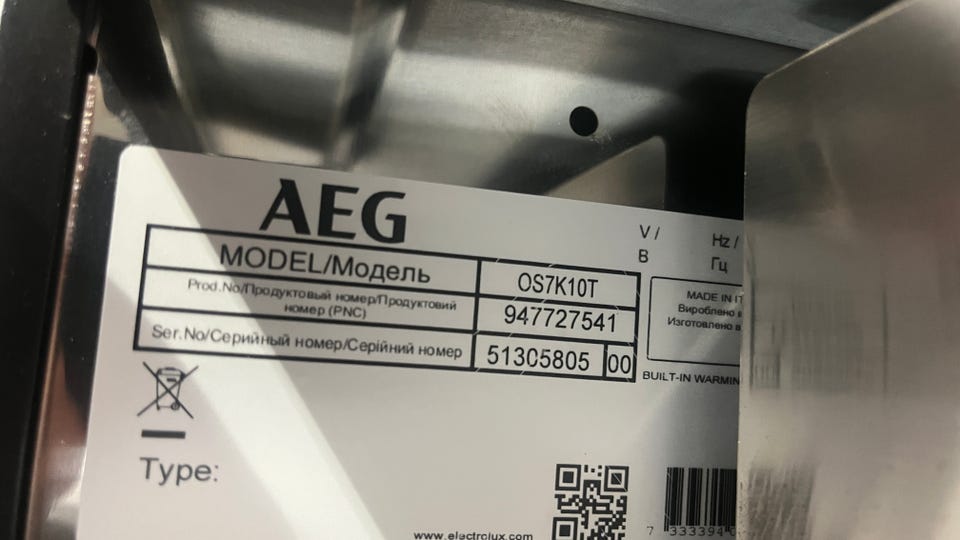 AEG
MODEL/Модель
OS7K10T
Prod.No/Продуктовый номер/Продуктовий
номер (PNC)
947727541
Ser.No/Серийный номер/Серійний номер
51305805 00
V / Hz /
В Гц
MADE IN IT
Вироблено в
Изготовлено в
BUILT-IN WARMIN
Type:
www.electrolux.com
7 333394